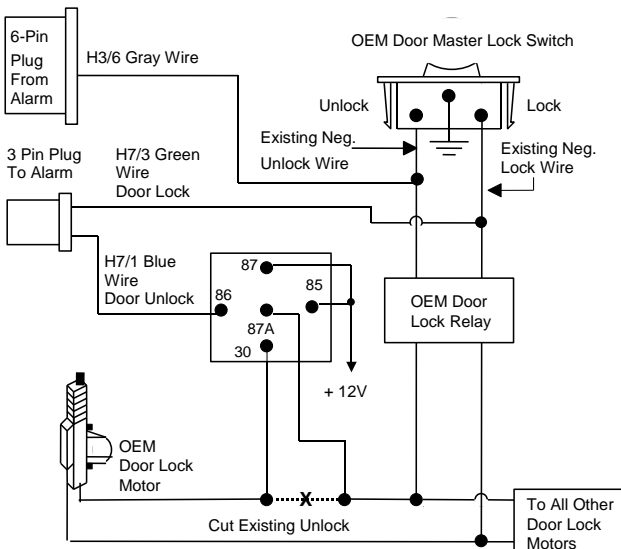 6-Pin
Plug
From
Alarm
H3/6 Gray Wire
OEM Door Master Lock Switch
Unlock
Lock
Existing Neg.
Unlock Wire
Existing Neg.
Lock Wire
3 Pin Plug
To Alarm
H7/3 Green
Wire
Door Lock
H7/1 Blue
Wire
Door Unlock
87
85
86
87A
30
+ 12V
OEM Door
Lock Relay
OEM
Door Lock
Motor
X
Cut Existing Unlock
To All Other
Door Lock
Motors